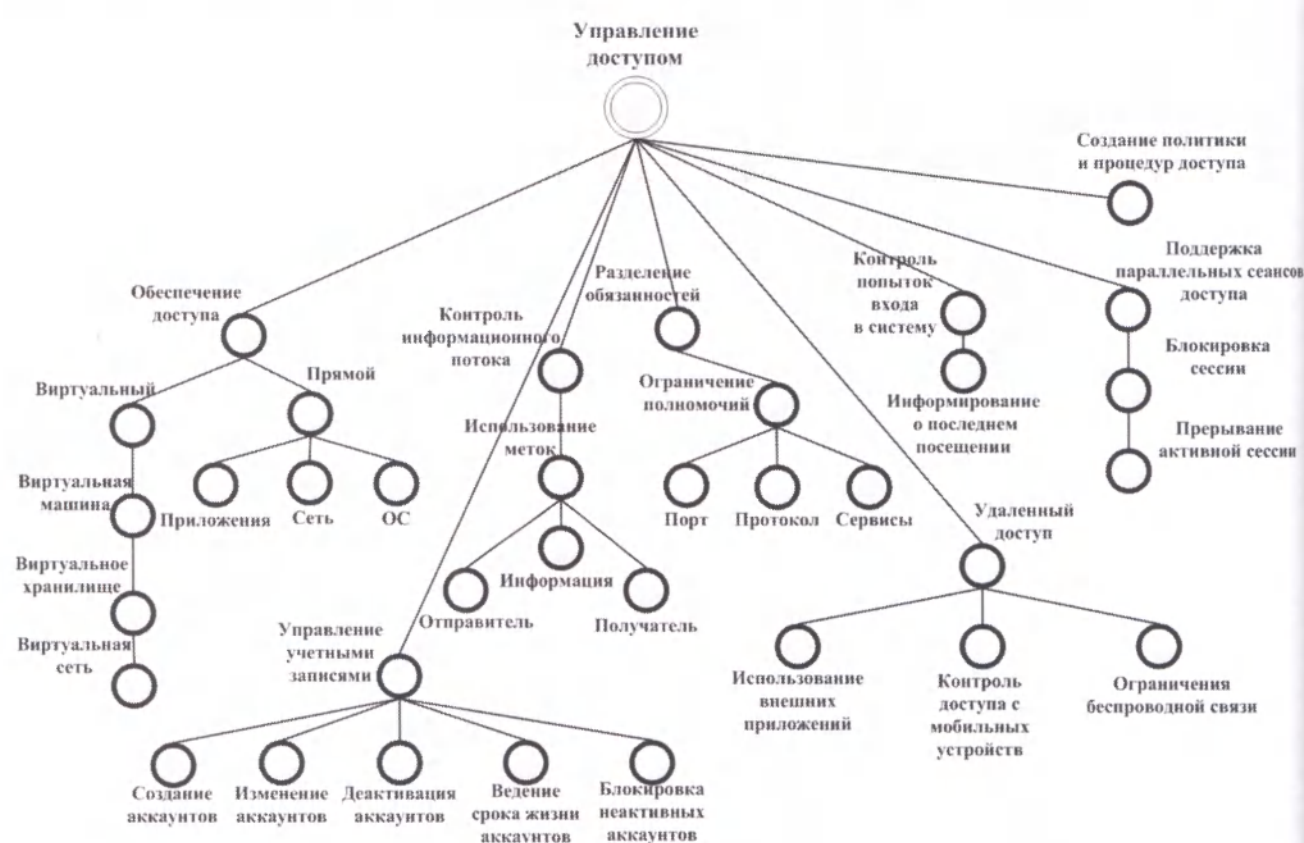 Управление
доступом
Создание политики
и процедур доступа
Поддержка
параллельных сеансов
доступа
Контроль
попыток
входа
в систему
Разделение
обязанностей
Обеспечение
доступа
Контроль
информационного
потока
Блокировка
сессии
Прямой
Виртуальный
Ограничение
полномочий
Информирование
о последнем
посещении
Использование
меток
Прерывание
активной сессии
Виртуальная
машина
Приложения
Сеть
ОС
Порт
Протокол
Сервисы
Удаленный
доступ
Виртуальное
хранилище
Информация
Отправитель
Получатель
Управление
учетными
записями
Виртуальная
сеть
Использование
внешних
приложений
Контроль
доступа с
мобильных
устройств
Ограничения
беспроводной связи
Создание
аккаунтов
Изменение
аккаунтов
Деактивация
аккаунтов
Ведение
срока жизни
аккаунтов
Блокировка
неактивных
аккаунтов